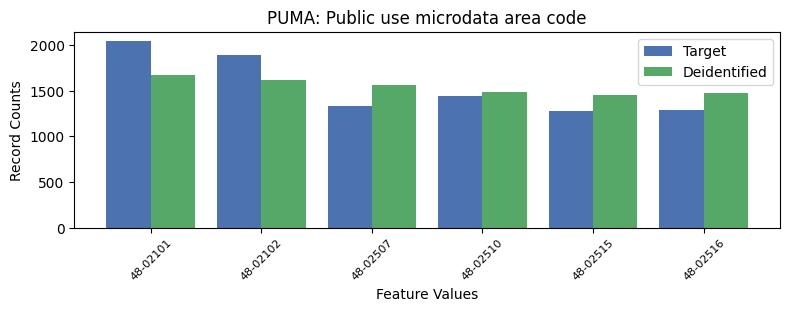 PUMA: Public use microdata area code
Target
Deidentified
2000
1500
1000
500
0
Record Counts
48-02101
48-02102
48-02507
48-02510
48-02515
48-02516
Feature Values